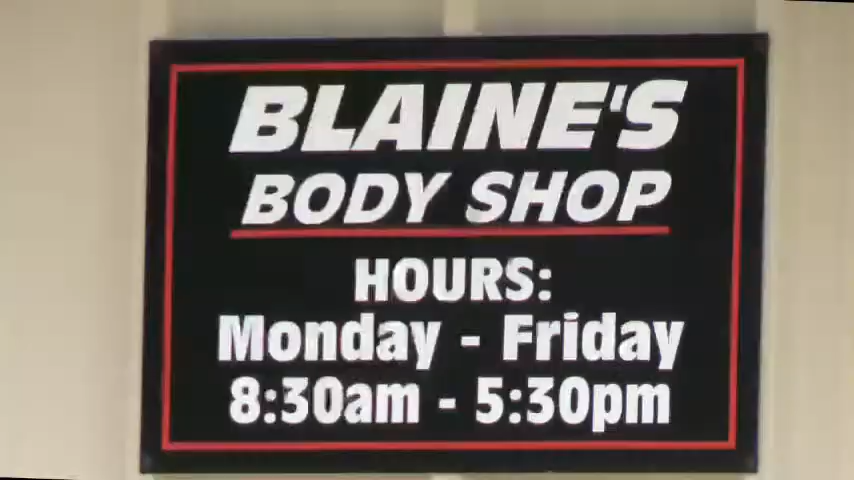 BLAINE'S
BODY SHOP
HOURS:
Monday - Friday
8:30am - 5:30pm